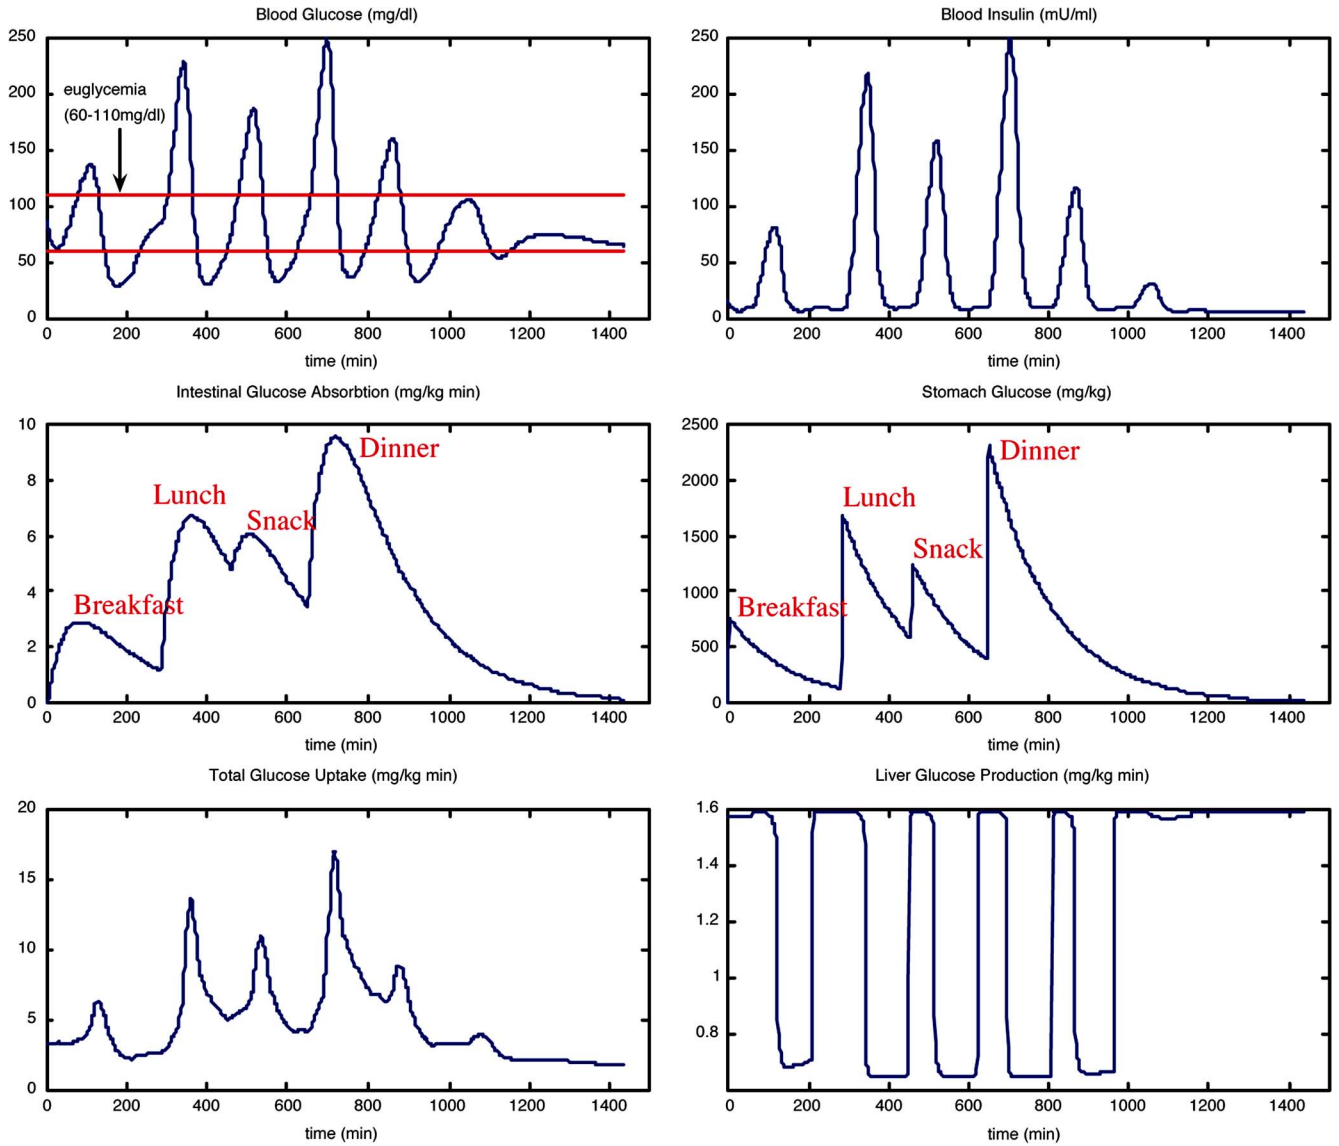 Blood Glucose (mg/dl)
250
200
150
100
50
0
euglycemia
(60-110mg/dl)
0 200 400 600 800 1000 1200 1400
time (min)
Blood Insulin (mU/ml)
250
200
150
100
50
0
0 200 400 600 800 1000 1200 1400
time (min)
Intestinal Glucose Absorbtion (mg/kg min)
10
8
6
4
2
0
Dinner
Lunch
Snack
Breakfast
0 200 400 600 800 1000 1200 1400
time (min)
Stomach Glucose (mg/kg)
2500
2000
1500
1000
500
0
Dinner
Lunch
Snack
Breakfast
0 200 400 600 800 1000 1200 1400
time (min)
Total Glucose Uptake (mg/kg min)
20
15
10
5
0
0 200 400 600 800 1000 1200 1400
time (min)
Liver Glucose Production (mg/kg min)
1.6
1.4
1.2
1
0.8
0 200 400 600 800 1000 1200 1400
time (min)